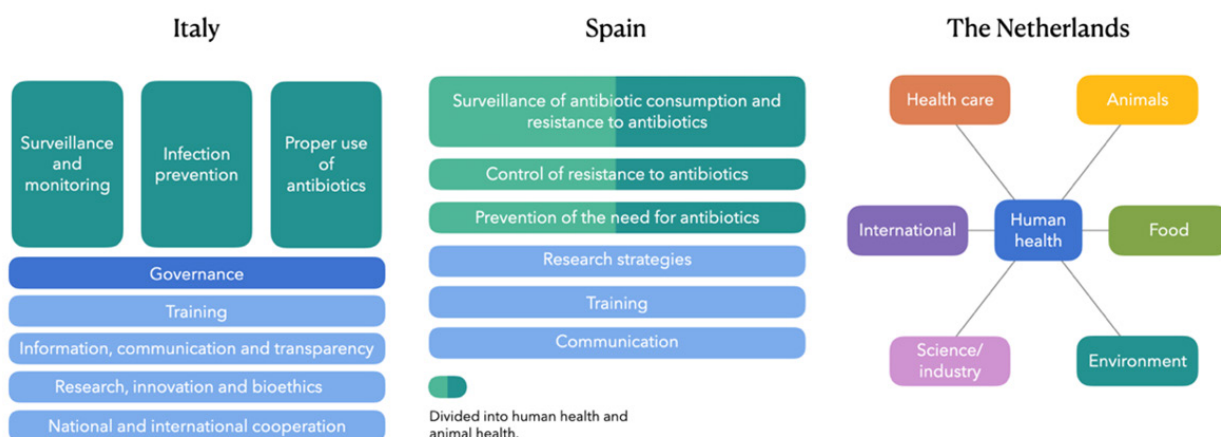 Italy
Surveillance
and
monitoring
Infection
prevention
Proper use
of
antibiotics
Governance
Training
Information, communication and transparency
Research, innovation and bioethics
National and international cooperation
Spain
Surveillance of antibiotic consumption and
resistance to antibiotics
Control of resistance to antibiotics
Prevention of the need for antibiotics
Research strategies
Training
Communication
Divided into human health and
animal health.
The Netherlands
Health care
Animals
International
Human
health
Food
Science/
industry
Environment